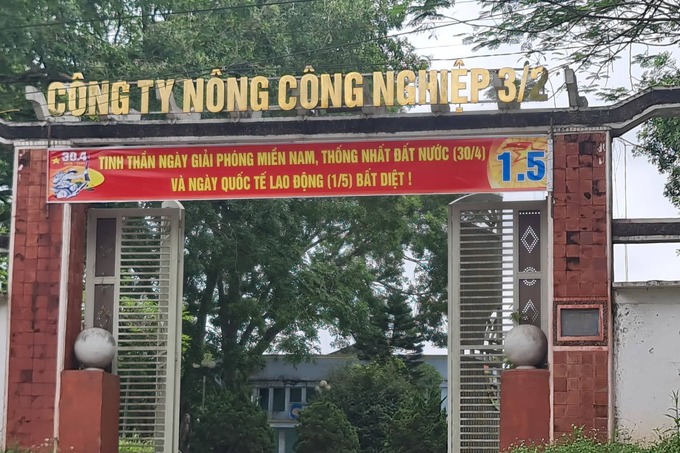 CÔNG TY NÔNG CÔNG NGHIỆP 3/2
30.4
TINH THẦN NGÀY GIẢI PHÓNG MIỀN NAM, THỐNG NHẤT ĐẤT NƯỚC (30/4)
VÀ NGÀY QUỐC TẾ LAO ĐỘNG (1/5) BẤT DIỆT !
1.5